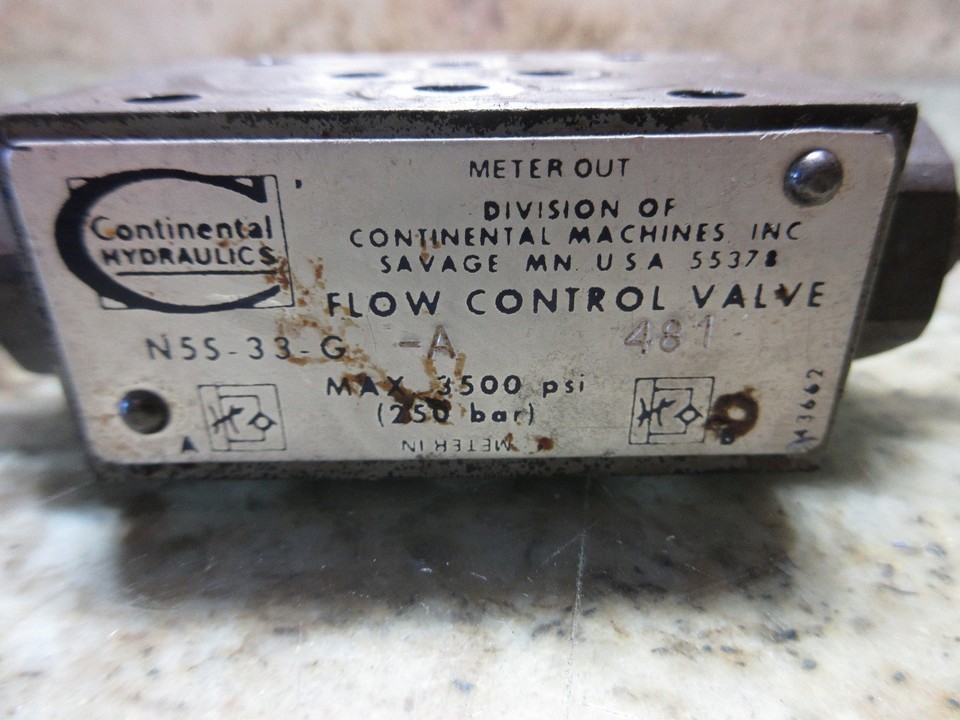 METER OUT
Continental
HYDRAULICS
DIVISION OF
CONTINENTAL MACHINES, INC
SAVAGE MN. USA 55378
FLOW CONTROL VALVE
N5S-33-G -A 481
MAX 3500 psi
(250 bar)
A
B
METER IN
M3662